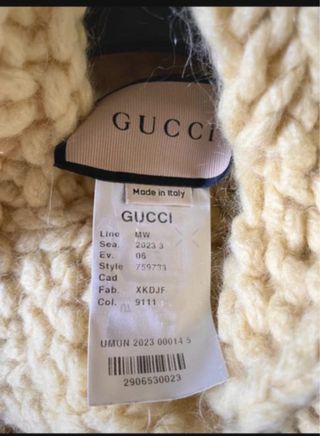 GUCCI
Made in Italy
GUCCI
Line MW
Sea. 2023 3
Ev. 06
Style 759733
Cad
Fab. XKDJF
Col. 9111
UMUN 2023 00014 5
2906530023